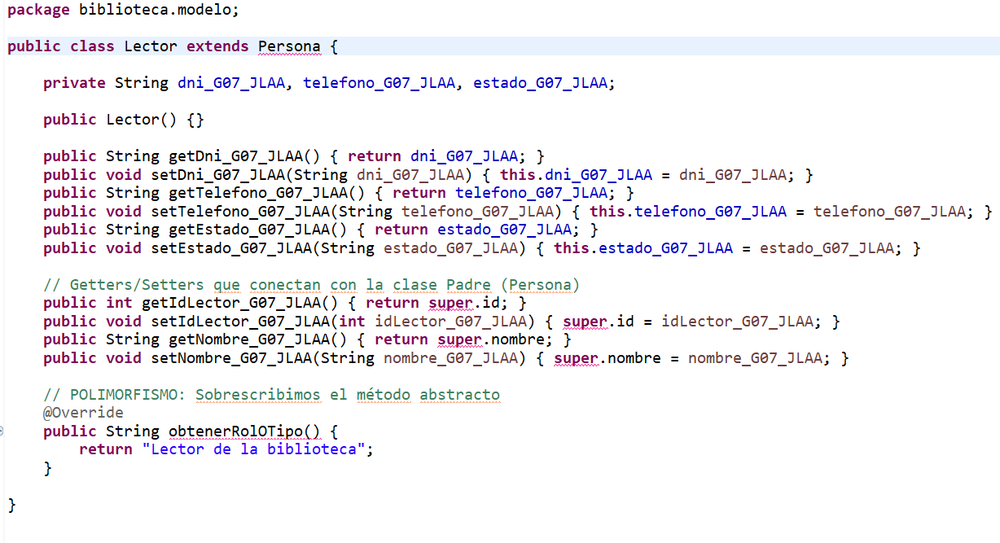 package biblioteca.modelo;
public class Lector extends Persona {
private String dni_G07_JLAA, telefono_G07_JLAA, estado_G07_JLAA;
public Lector() {}
public String getDni_G07_JLAA() { return dni_G07_JLAA; }
public void setDni_G07_JLAA(String dni_G07_JLAA) { this.dni_G07_JLAA = dni_G07_JLAA; }
public String getTelefono_G07_JLAA() { return telefono_G07_JLAA; }
public void setTelefono_G07_JLAA(String telefono_G07_JLAA) { this.telefono_G07_JLAA = telefono_G07_JLAA; }
public String getEstado_G07_JLAA() { return estado_G07_JLAA; }
public void setEstado_G07_JLAA(String estado_G07_JLAA) { this.estado_G07_JLAA = estado_G07_JLAA; }
// Getters/Setters que conectan con la clase Padre (Persona)
public int getIdLector_G07_JLAA() { return super.id; }
public void setIdLector_G07_JLAA(int idLector_G07_JLAA) { super.id = idLector_G07_JLAA; }
public String getNombre_G07_JLAA() { return super.nombre; }
public void setNombre_G07_JLAA(String nombre_G07_JLAA) { super.nombre = nombre_G07_JLAA; }
// POLIMORFISMO: Sobrescribimos el método abstracto
@Override
public String obtenerRolOTipo() {
return "Lector de la biblioteca";
}
}